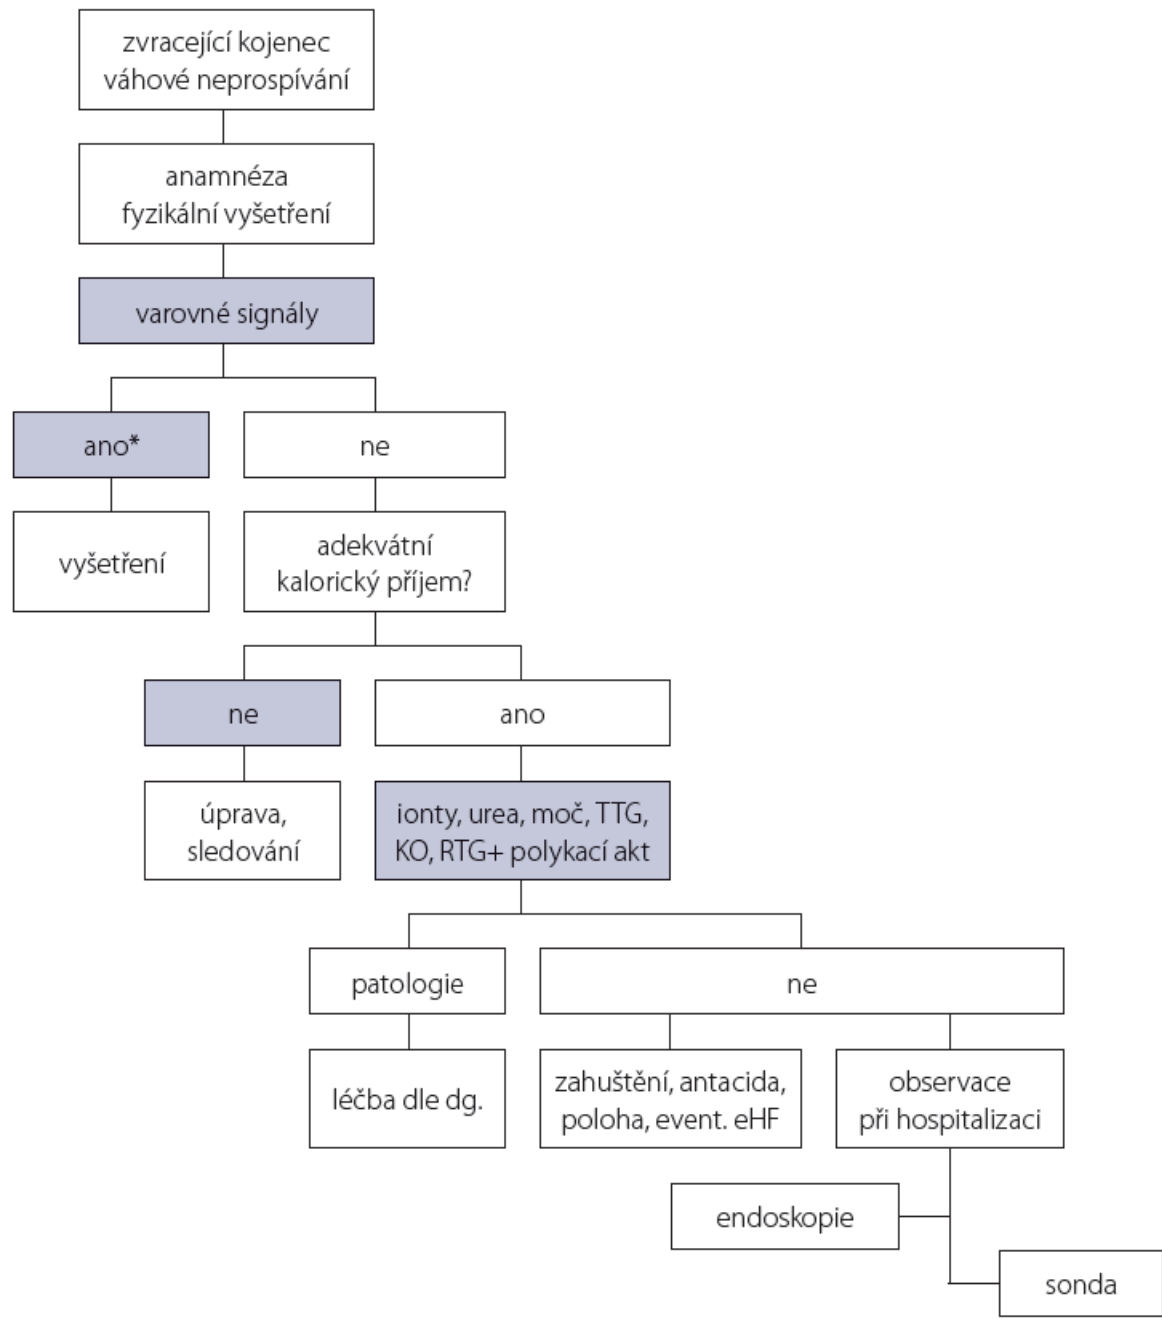 zvracející kojenec
váhové neprospívání
anamnéza
fyzikální vyšetření
varovné signály
ano*
ne
vyšetření
adekvátní
kalorický příjem?
ne
ano
úprava,
sledování
ionty, urea, moč, TTG,
KO, RTG+ polykací akt
patologie
ne
léčba dle dg.
zahuštění, antacida,
poloha, event. eHF
observace
při hospitalizaci
endoskopie
sonda